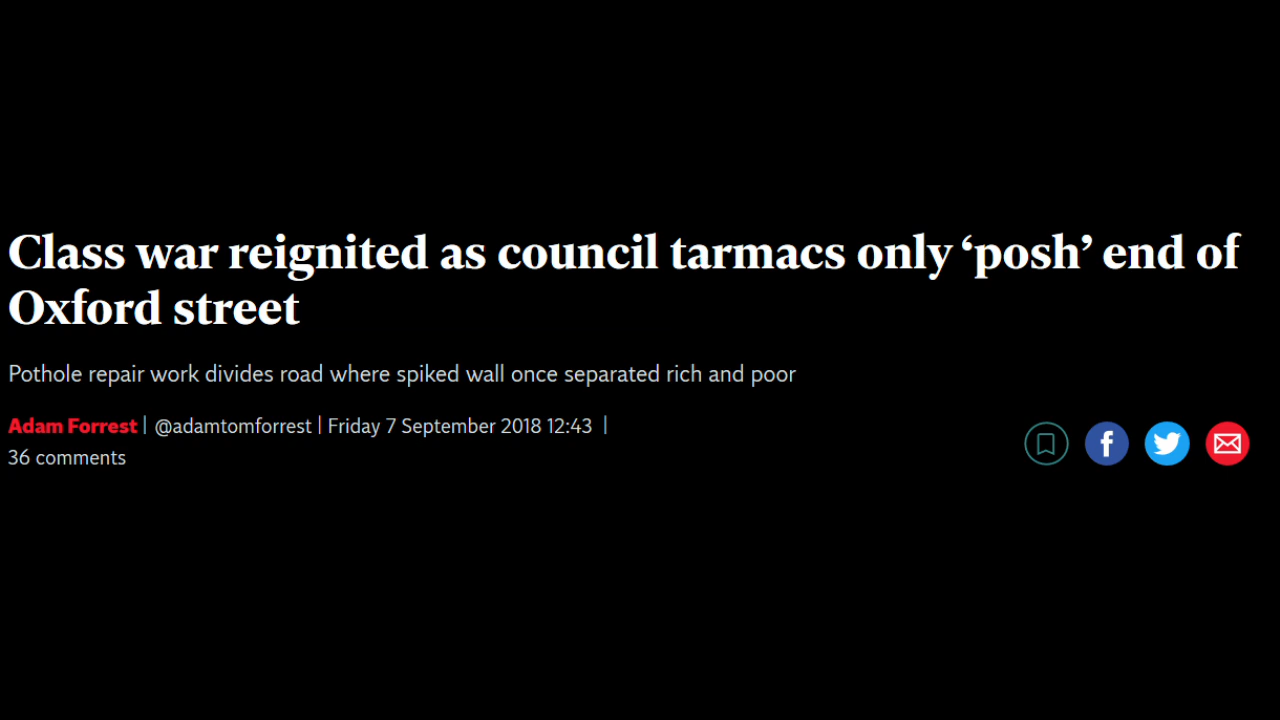 Class war reignited as council tarmacs only ‘posh’ end of
Oxford street
Pothole repair work divides road where spiked wall once separated rich and poor
Adam Forrest | @adamtomforrest | Friday 7 September 2018 12:43 |
36 comments